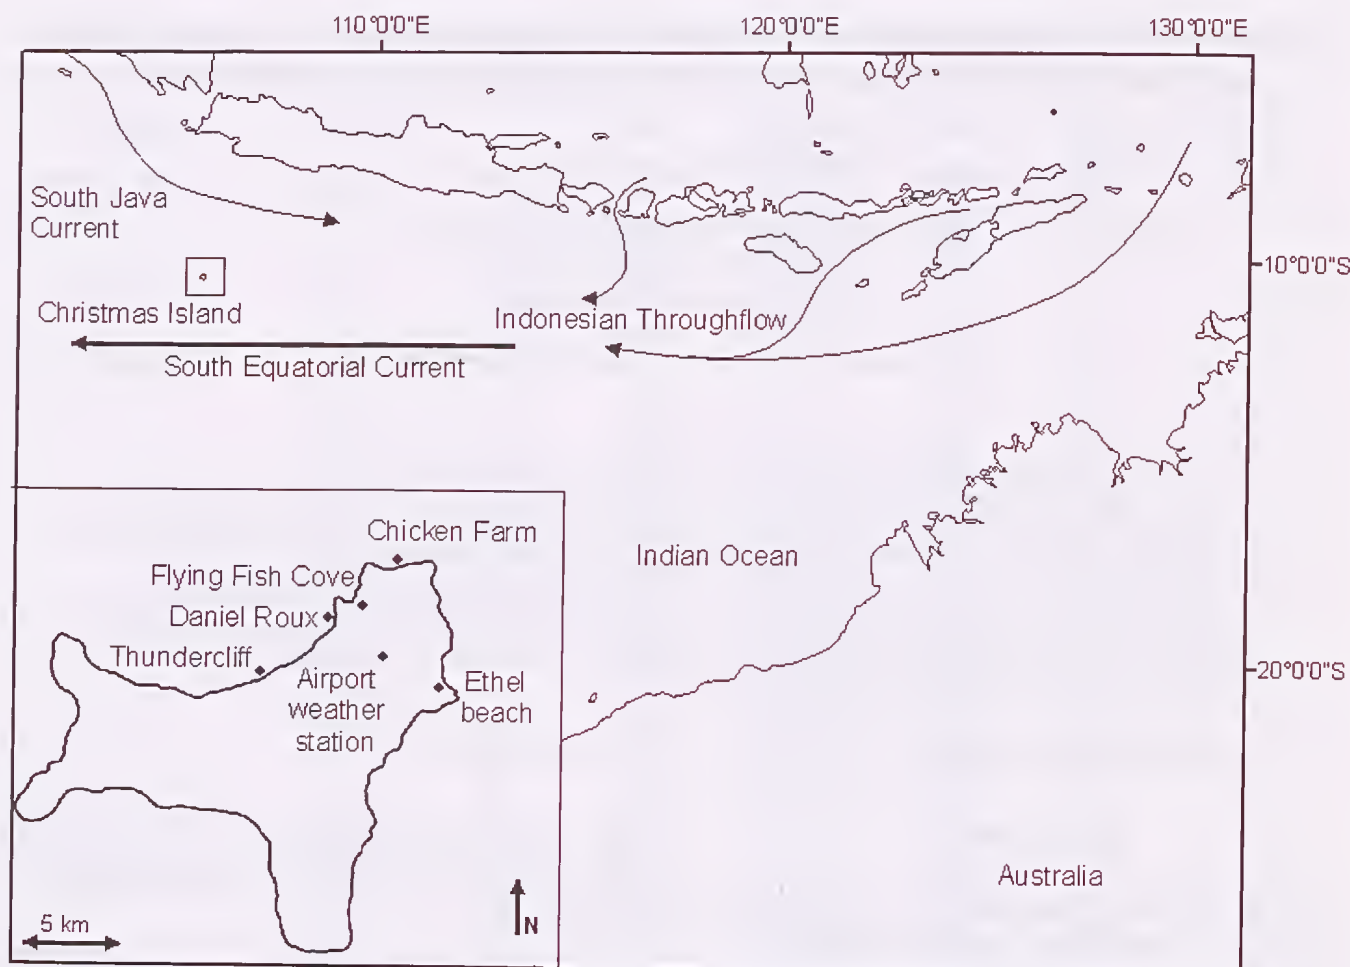 110°0'0"E
120°0'0"E
130°0'0"E
South Java
Current
10°0'0"S
Christmas Island
Indonesian Throughflow
South Equatorial Current
Chicken Farm
Indian Ocean
Flying Fish Cove
Daniel Roux
Thundercliff
Airport
weather
station
Ethel
beach
20°0'0"S
Australia
5 km
N